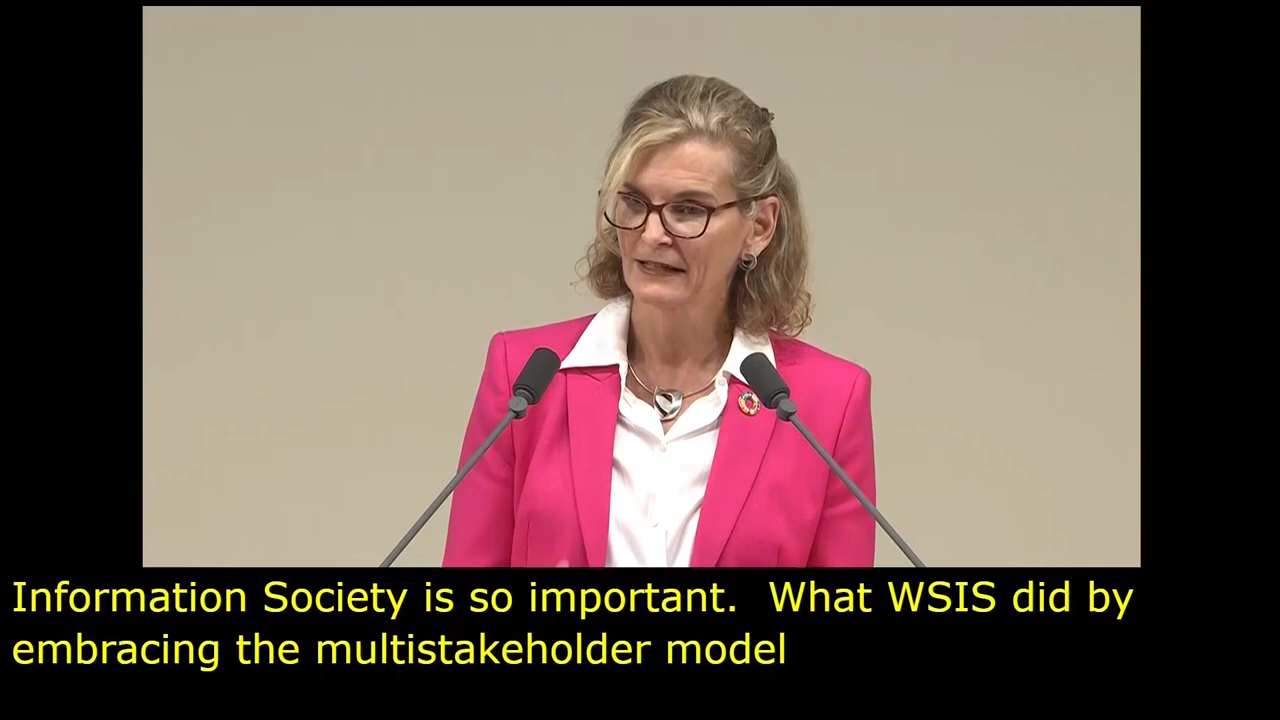 Information Society is so important.  What WSIS did by
embracing the multistakeholder model